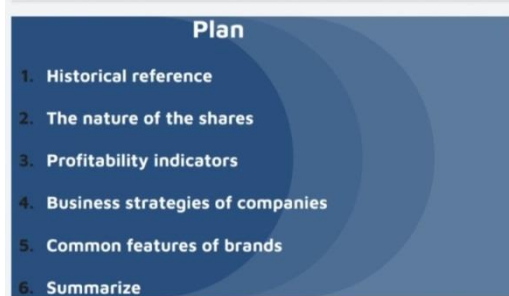 Plan
1. Historical reference
2. The nature of the shares
3. Profitability indicators
4. Business strategies of companies
5. Common features of brands
6. Summarize